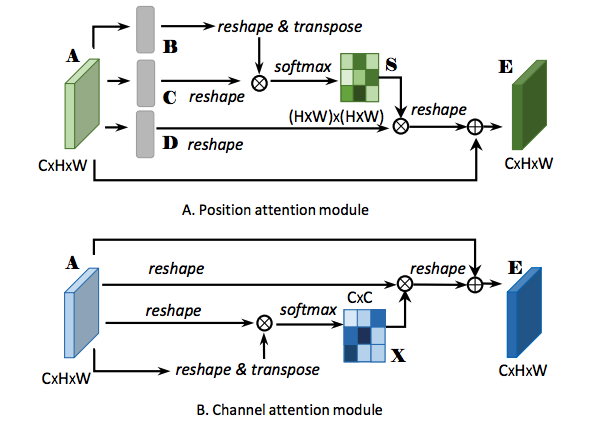 B
reshape & transpose
A
softmax
S
E
C
reshape
(HxW)x(HxW)
reshape
D
reshape
CxHxW
CxHxW
A. Position attention module
A
reshape
reshape
E
reshape
softmax
CxC
X
CxHxW
reshape & transpose
CxHxW
B. Channel attention module